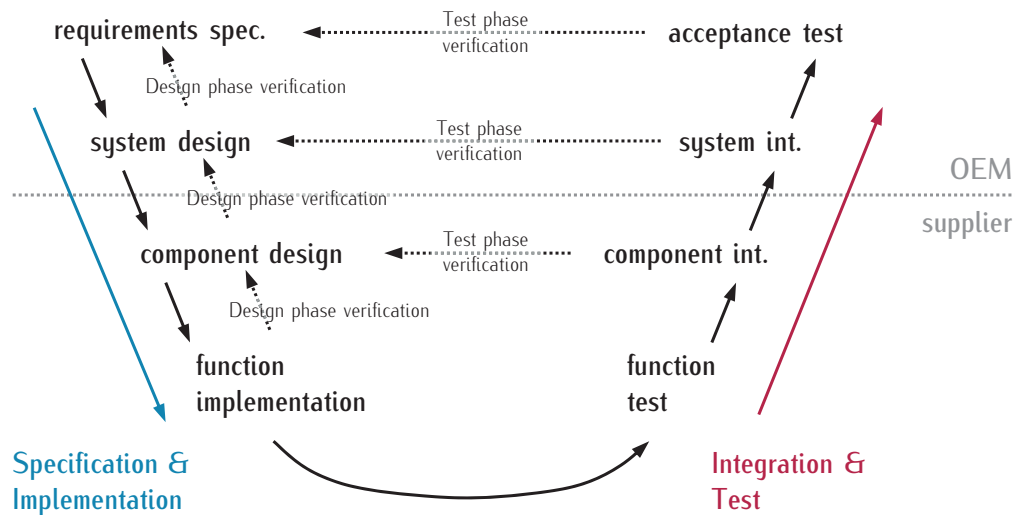 requirements spec.
Test phase
verification
acceptance test
Design phase verification
system design
Test phase
verification
system int.
OEM
Design phase verification
supplier
component design
Test phase
verification
component int.
Design phase verification
function
implementation
function
test
Specification &
Implementation
Integration &
Test